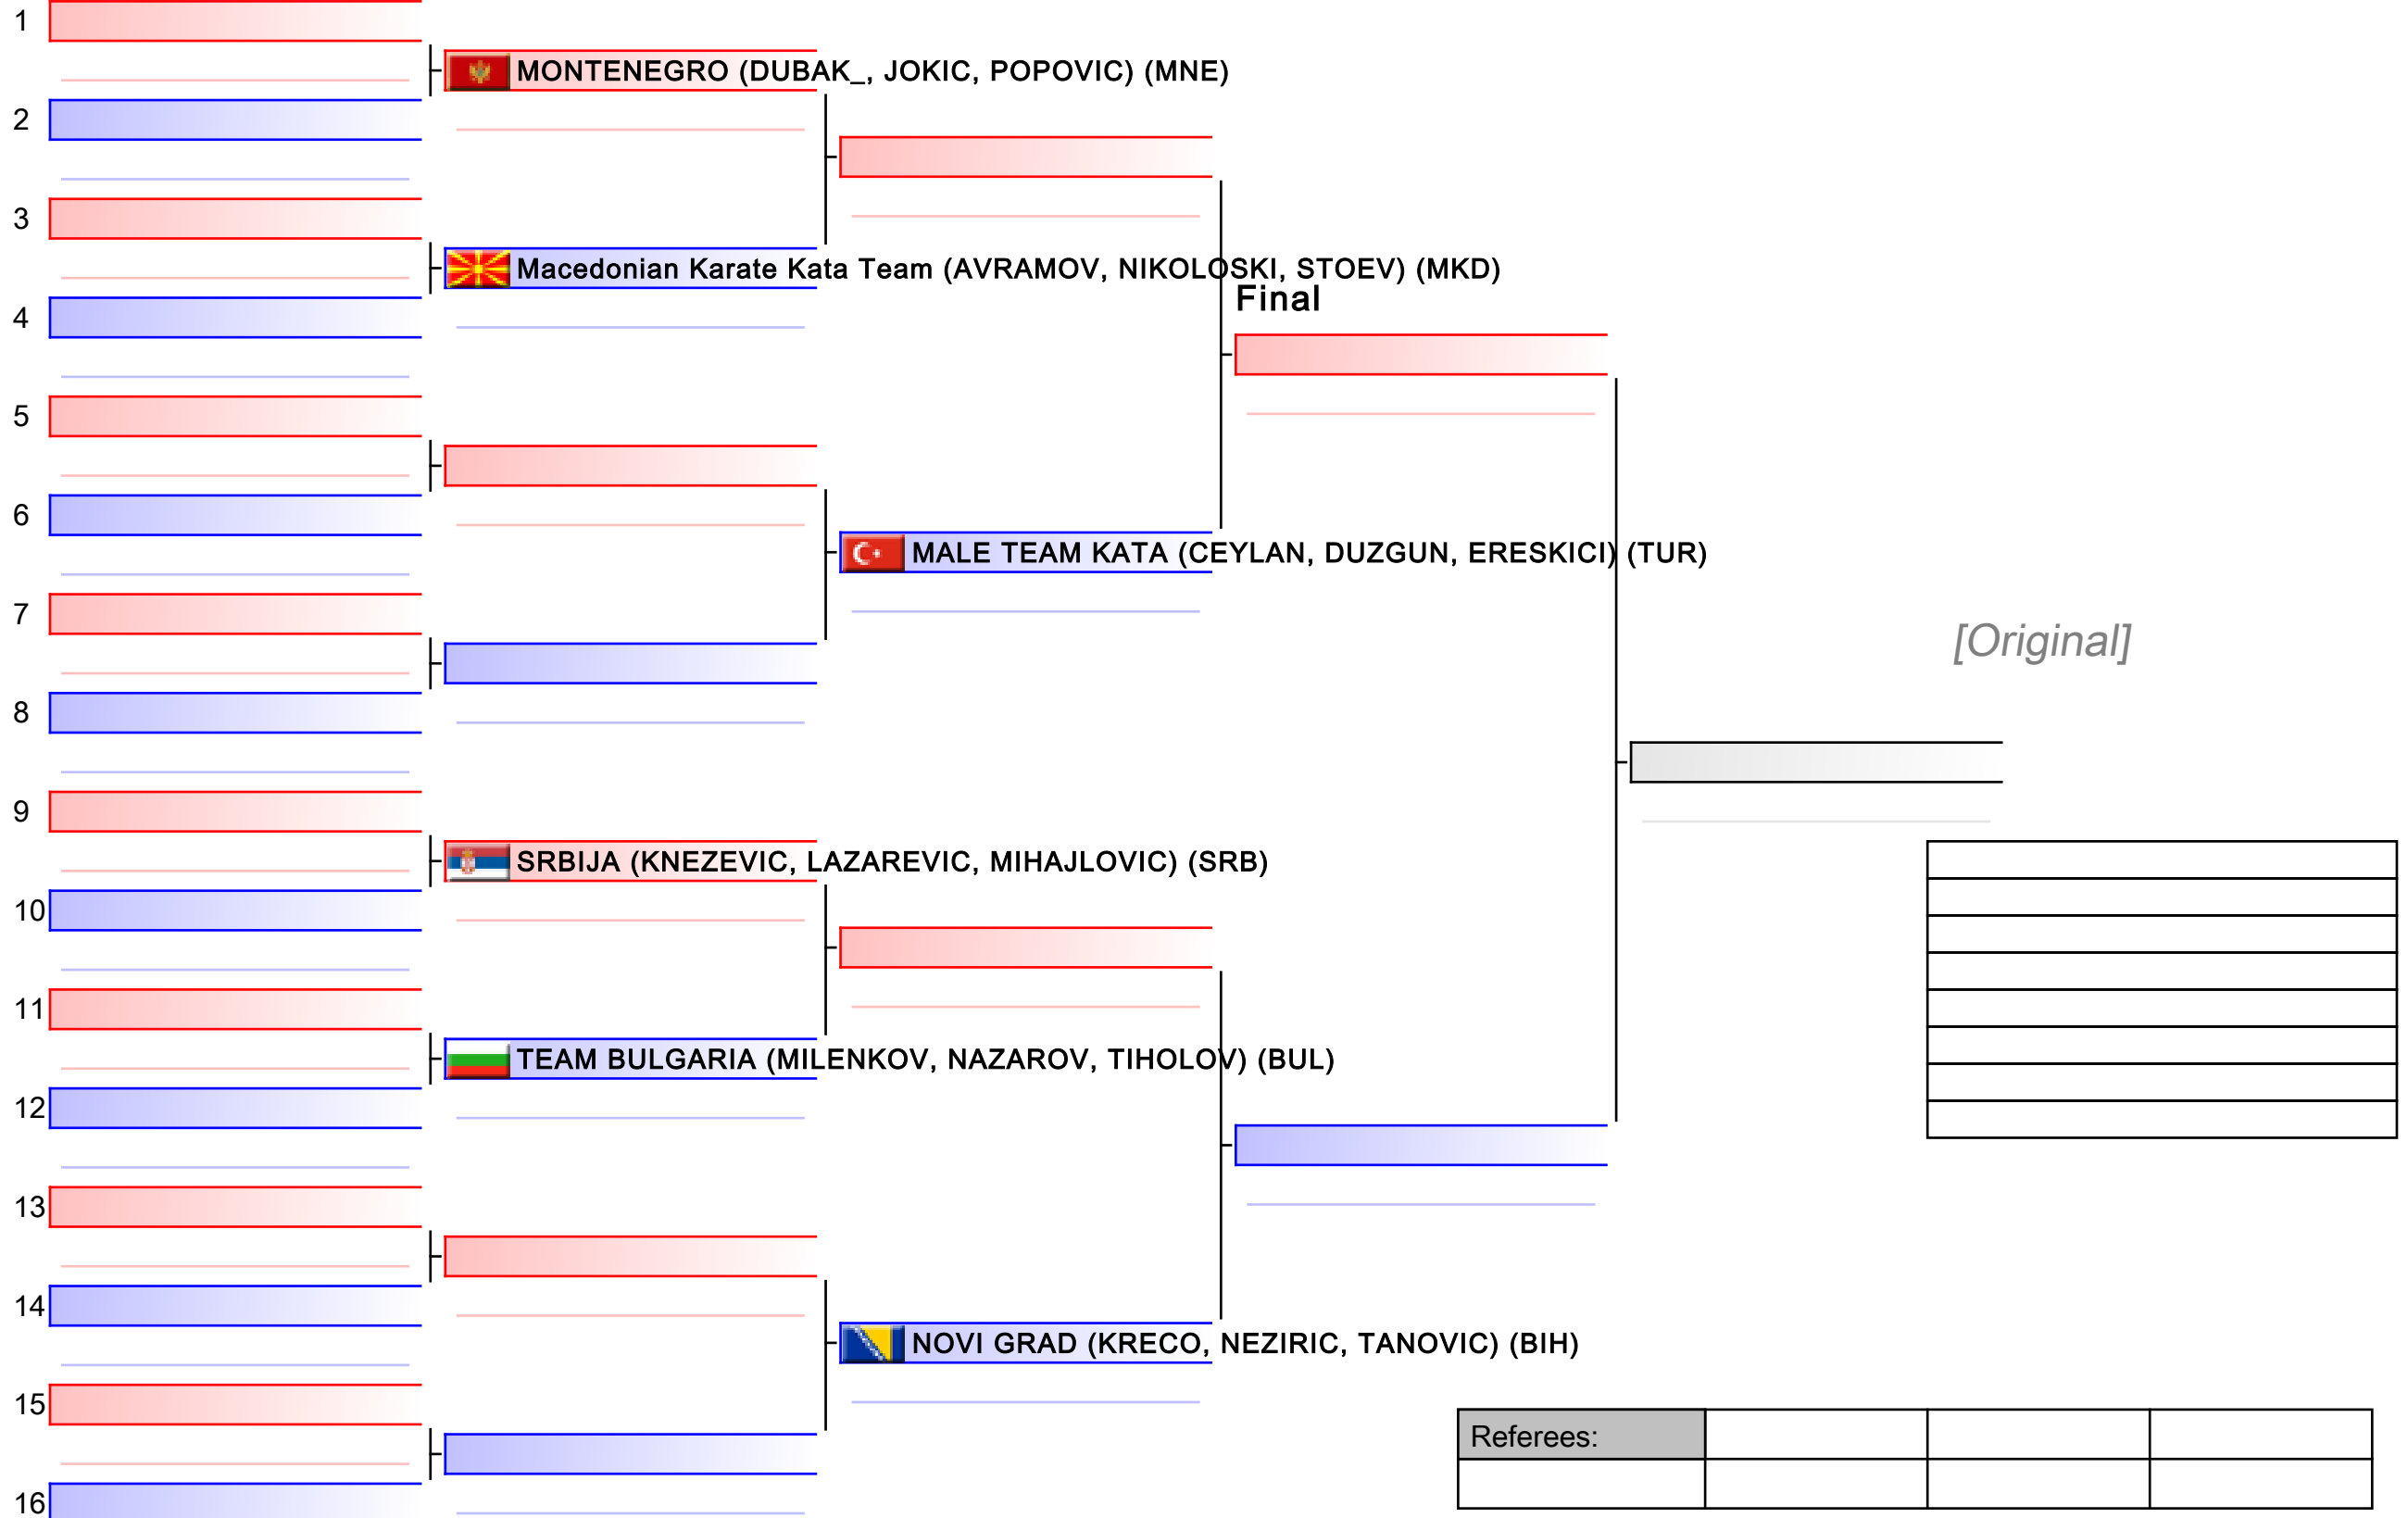 1
MONTENEGRO (DUBAK_, JOKIC, POPOVIC) (MNE)
2
3
Macedonian Karate Kata Team (AVRAMOV, NIKOLOSKI, STOEV) (MKD)
Final
4
5
6
MALE TEAM KATA (CEYLAN, DUZGUN, ERESKICI) (TUR)
7
[Original]
8
9
SRBIJA (KNEZEVIC, LAZAREVIC, MIHAJLOVIC) (SRB)
10
11
TEAM BULGARIA (MILENKOV, NAZAROV, TIHOLOV) (BUL)
12
13
14
NOVI GRAD (KRECO, NEZIRIC, TANOVIC) (BIH)
15
Referees:
16